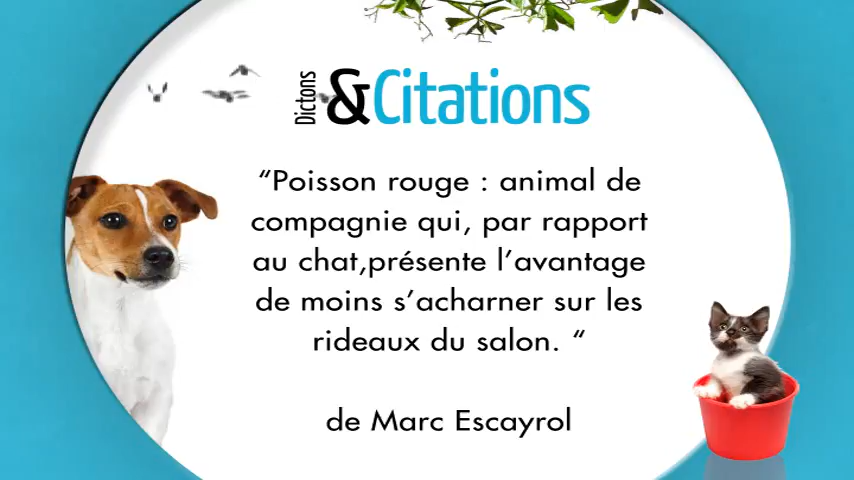 Dictons & Citations
“Poisson rouge : animal de
compagnie qui, par rapport
au chat,présente l’avantage
de moins s’acharner sur les
rideaux du salon. “
de Marc Escayrol